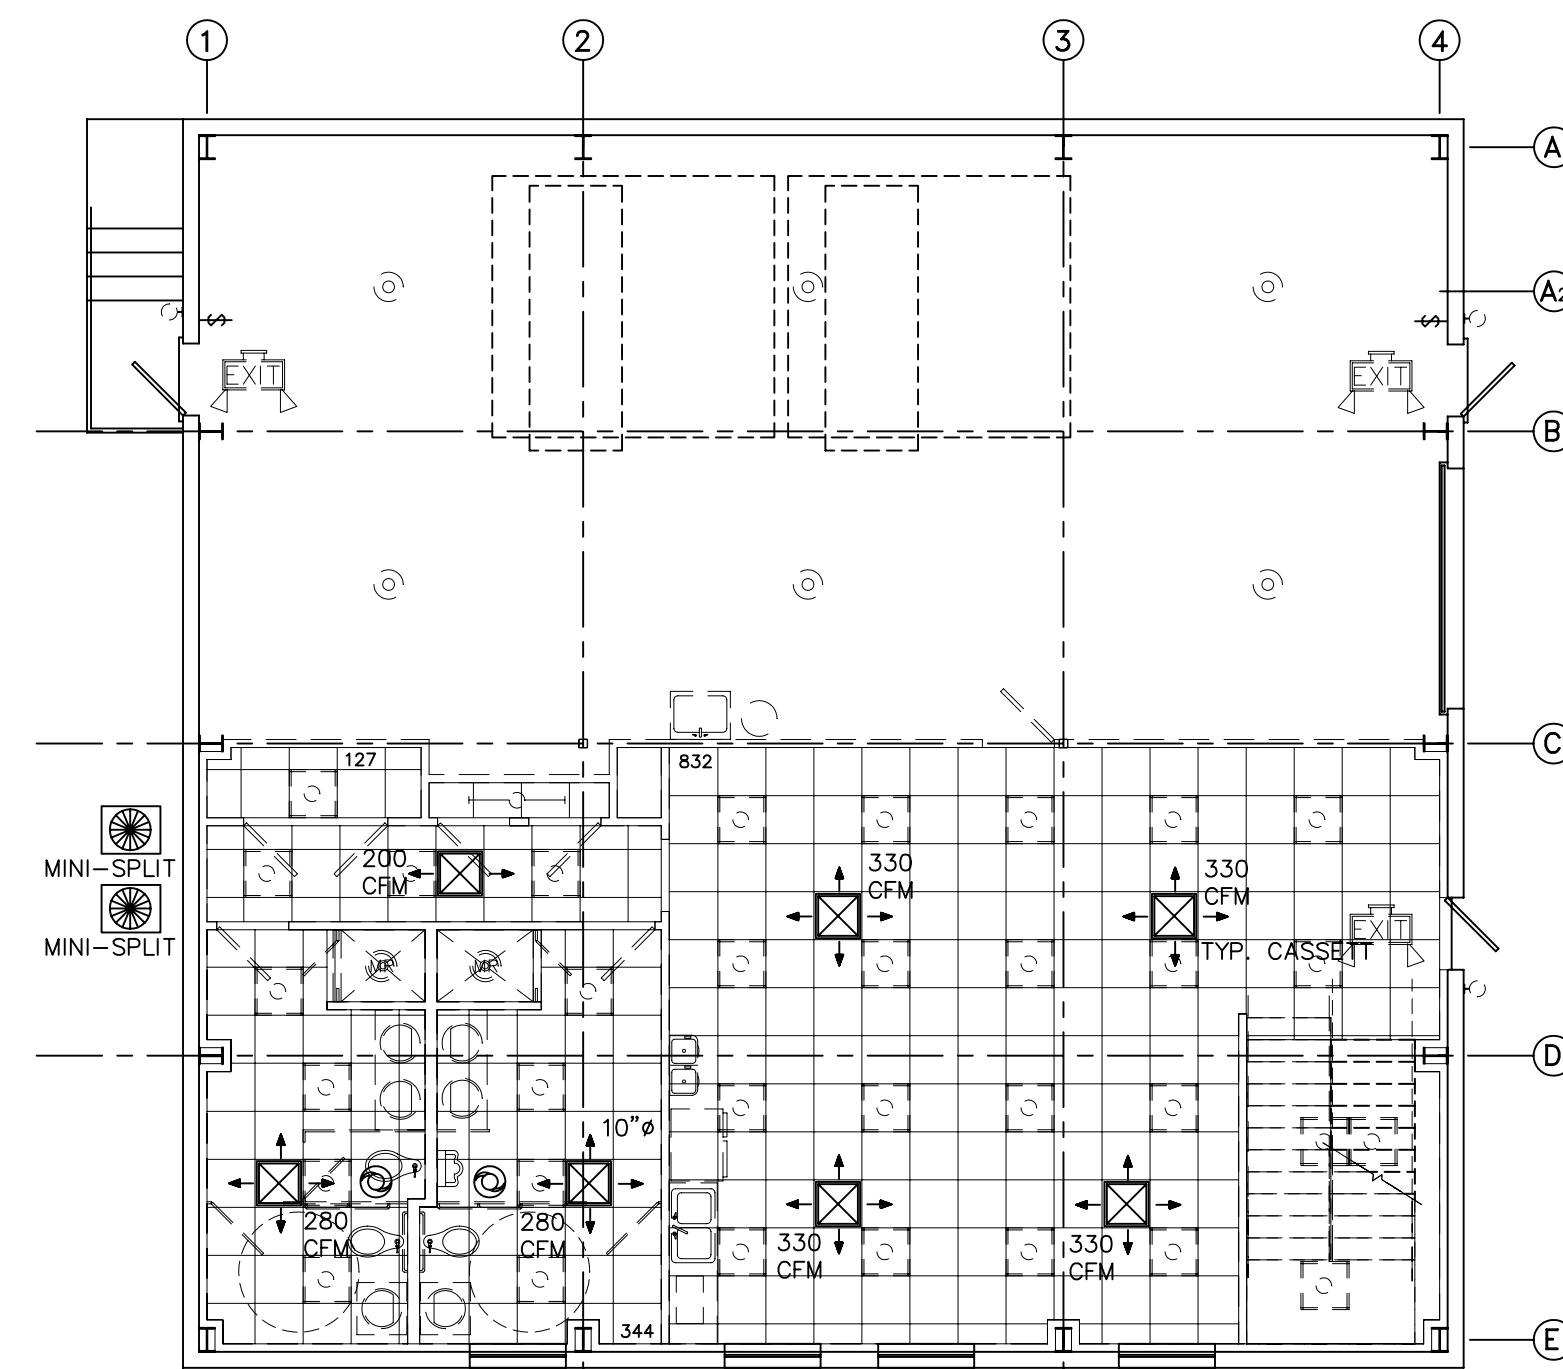 1
2
3
4
A
A2
$
$
EXIT
EXIT
B
C
127
832
MINI-SPLIT
200
CFM
330
CFM
330
CFM
MINI-SPLIT
EXIT
TYP. CASSETT
D
10"ø
280
CFM
280
CFM
330
CFM
330
CFM
344
E